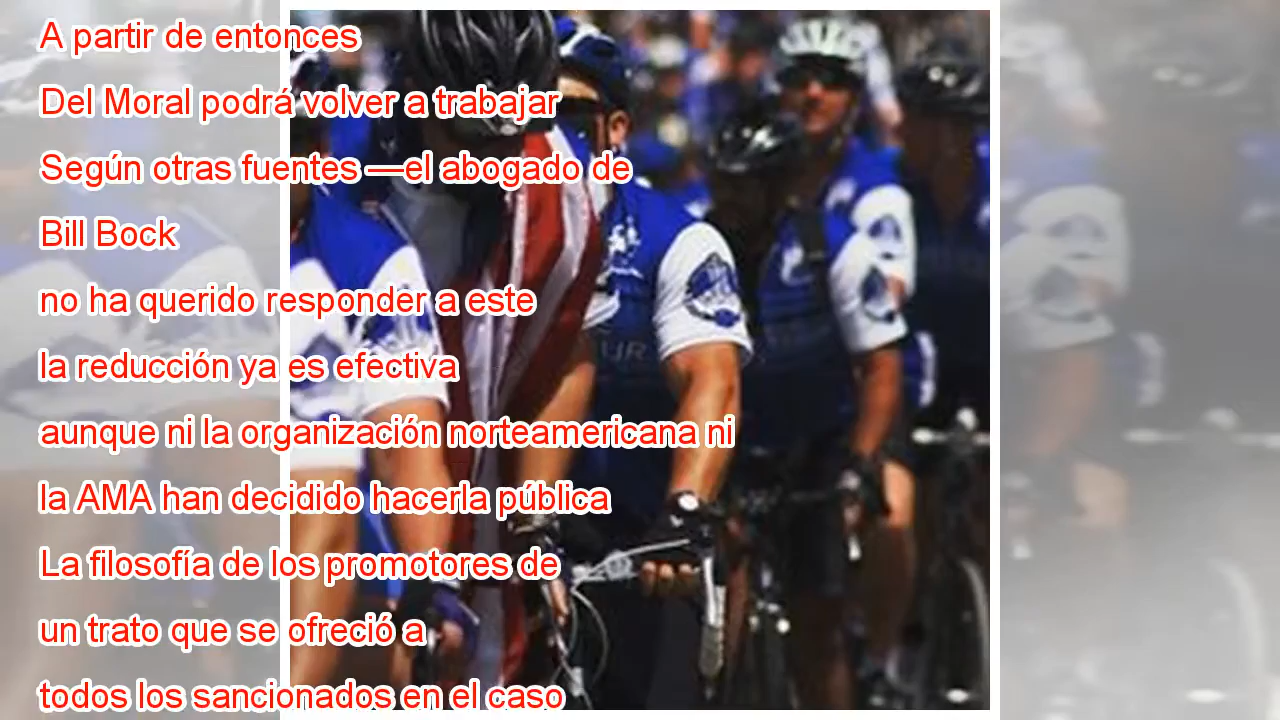 A partir de entonces
Del Moral podrá volver a trabajar
Según otras fuentes —el abogado de
Bill Bock
no ha querido responder a este
la reducción ya es efectiva
aunque ni la organización norteamericana ni
la AMA han decidido hacerla pública
La filosofía de los promotores de
un trato que se ofreció a
todos los sancionados en el caso